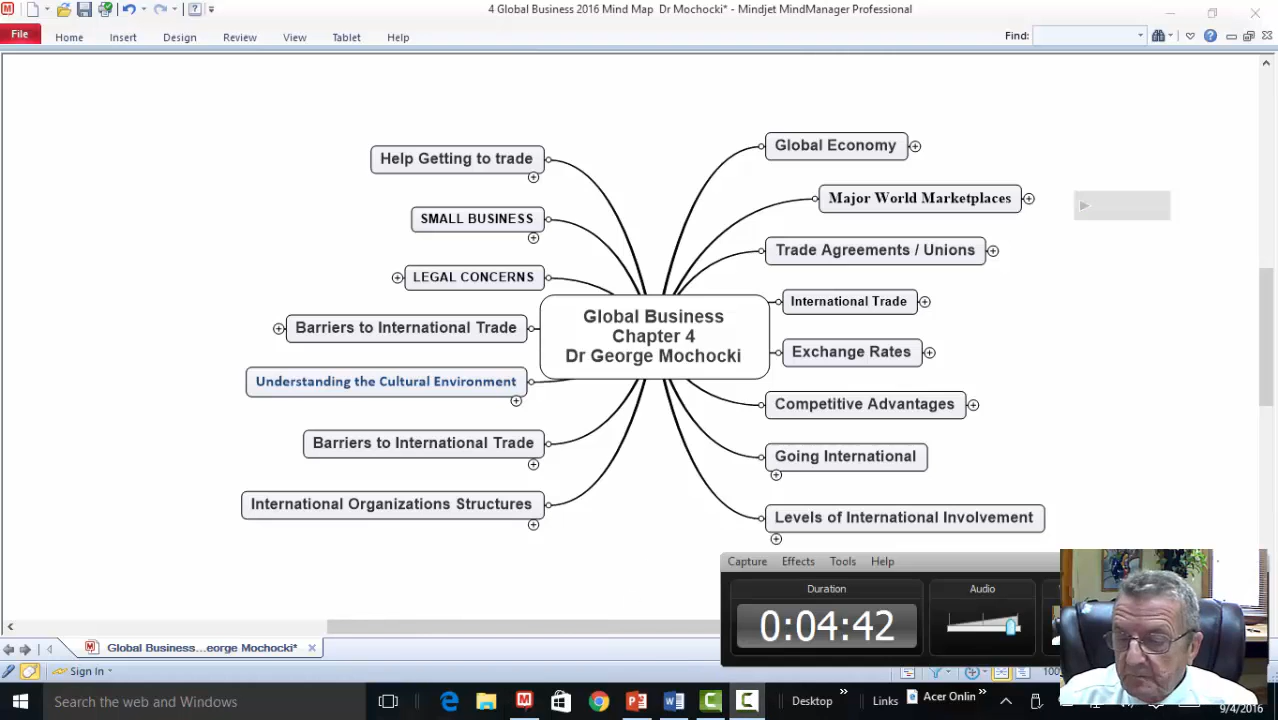 4 Global Business 2016 Mind Map Dr Mochocki* - Mindjet MindManager Professional
File Home Insert Design Review View Tablet Help Find:
Help Getting to trade
SMALL BUSINESS
LEGAL CONCERNS
Barriers to International Trade
Understanding the Cultural Environment
Barriers to International Trade
International Organizations Structures
Global Business
Chapter 4
Dr George Mochocki
Global Economy
Major World Marketplaces
Trade Agreements / Unions
International Trade
Exchange Rates
Competitive Advantages
Going International
Levels of International Involvement
Capture Effects Tools Help
Duration Audio
0:04:42
Global Business...eorge Mochocki*
Sign In
Search the web and Windows
Desktop
Links
Acer Onlin
9/4/2016